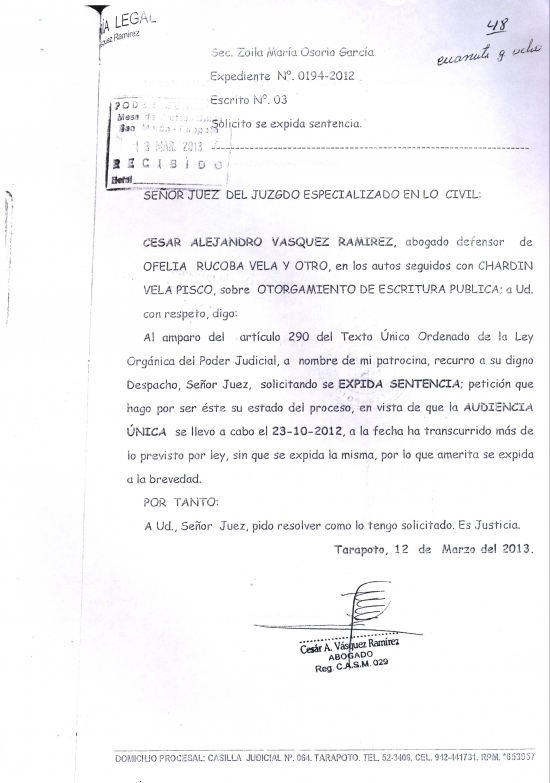 ÍA LEGAL
squez Ramirez
48
cuarenta y ocho
Sec. Zoila María Osorio García
Expediente Nº. 0194-2012
Escrito Nº. 03
Solicito se expida sentencia.
PODER
Mesa de
San Martín - Tarapoto
13 MAR. 2013
RECIBIDO
SEÑOR JUEZ DEL JUZGDO ESPECIALIZADO EN LO CIVIL:
CESAR ALEJANDRO VASQUEZ RAMIREZ, abogado defensor de
OFELIA RUCOBA VELA Y OTRO, en los autos seguidos con CHARDIN
VELA PISCO, sobre OTORGAMIENTO DE ESCRITURA PUBLICA; a Ud.
con respeto, digo:
Al amparo del artículo 290 del Texto Único Ordenado de la Ley
Orgánica del Poder Judicial, a nombre de mi patrocina, recurro a su digno
Despacho, Señor Juez, solicitando se EXPIDA SENTENCIA; petición que
hago por ser éste su estado del proceso, en vista de que la AUDIENCIA
ÚNICA se llevo a cabo el 23-10-2012, a la fecha ha transcurrido más de
lo previsto por ley, sin que se expida la misma, por lo que amerita se expida
a la brevedad.
POR TANTO:
A Ud., Señor Juez, pido resolver como lo tengo solicitado. Es Justicia.
Tarapoto, 12 de Marzo del 2013.
Cesár A. Vásquez Ramírez
ABOGADO
Reg. C.A.S.M. 029
DOMICILIO PROCESAL: CASILLA JUDICIAL Nº. 064. TARAPOTO. TEL. 52-3406, CEL. 942-441731, RPM. *653957